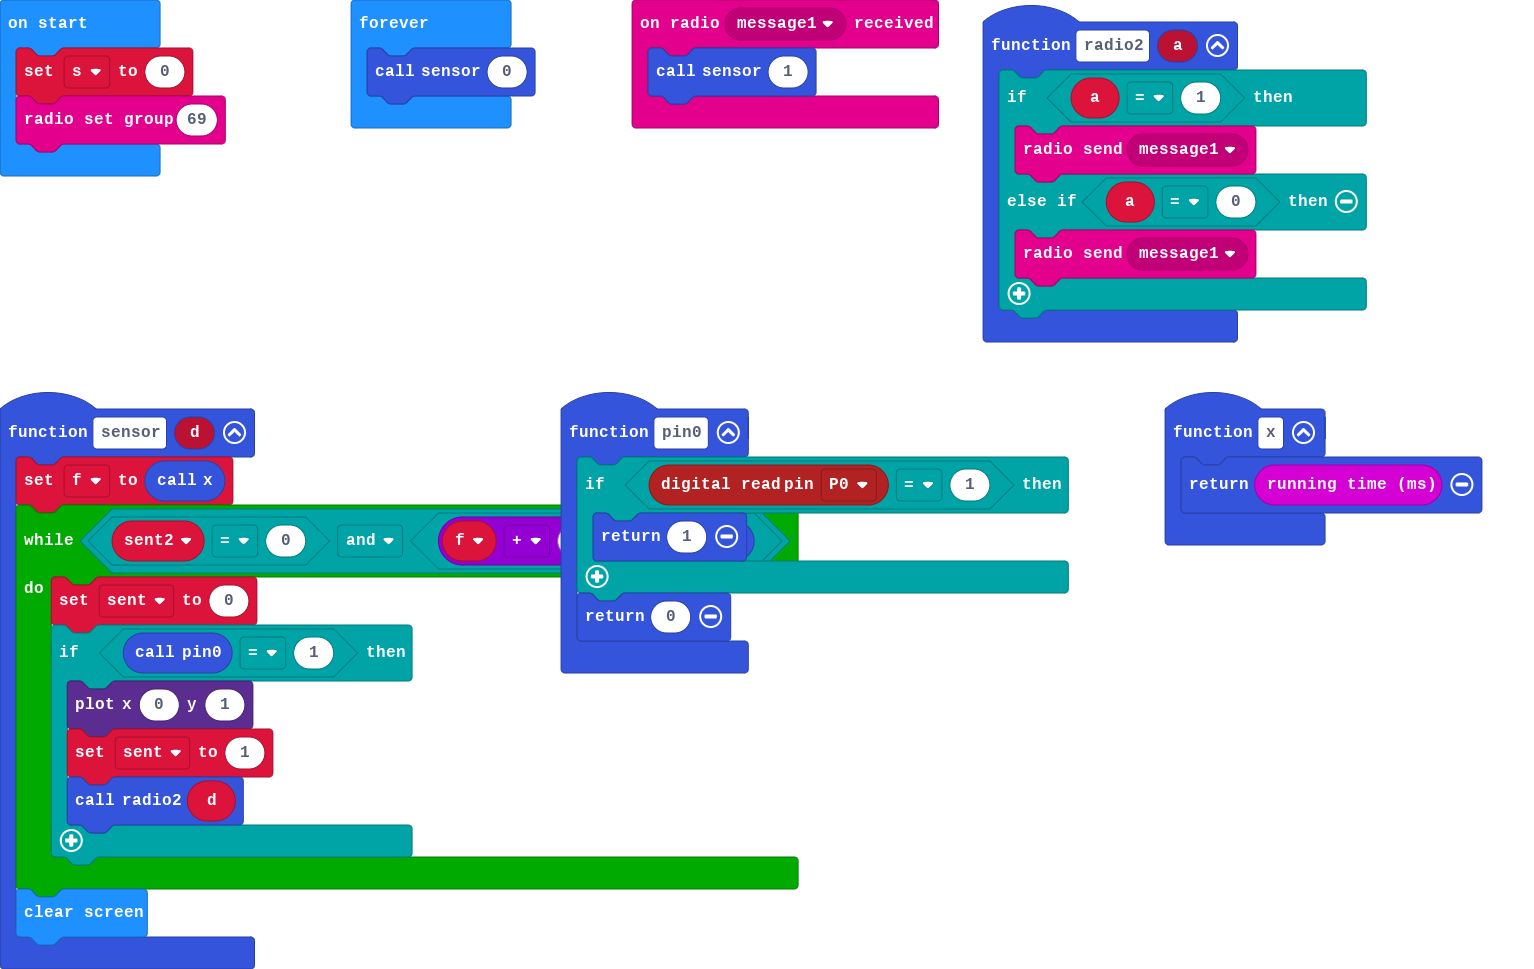 on start
set s to 0
radio set group 69
forever
call sensor 0
on radio message1 received
call sensor 1
function radio2 a
if a = 1 then
radio send message1
else if a = 0 then
radio send message1
function sensor d
set f to call x
while sent2 = 0 and f +
do
set sent to 0
if call pin0 = 1 then
plot x 0 y 1
set sent to 1
call radio2 d
clear screen
function pin0
if digital read pin P0 = 1 then
return 1
return 0
function x
return running time (ms)